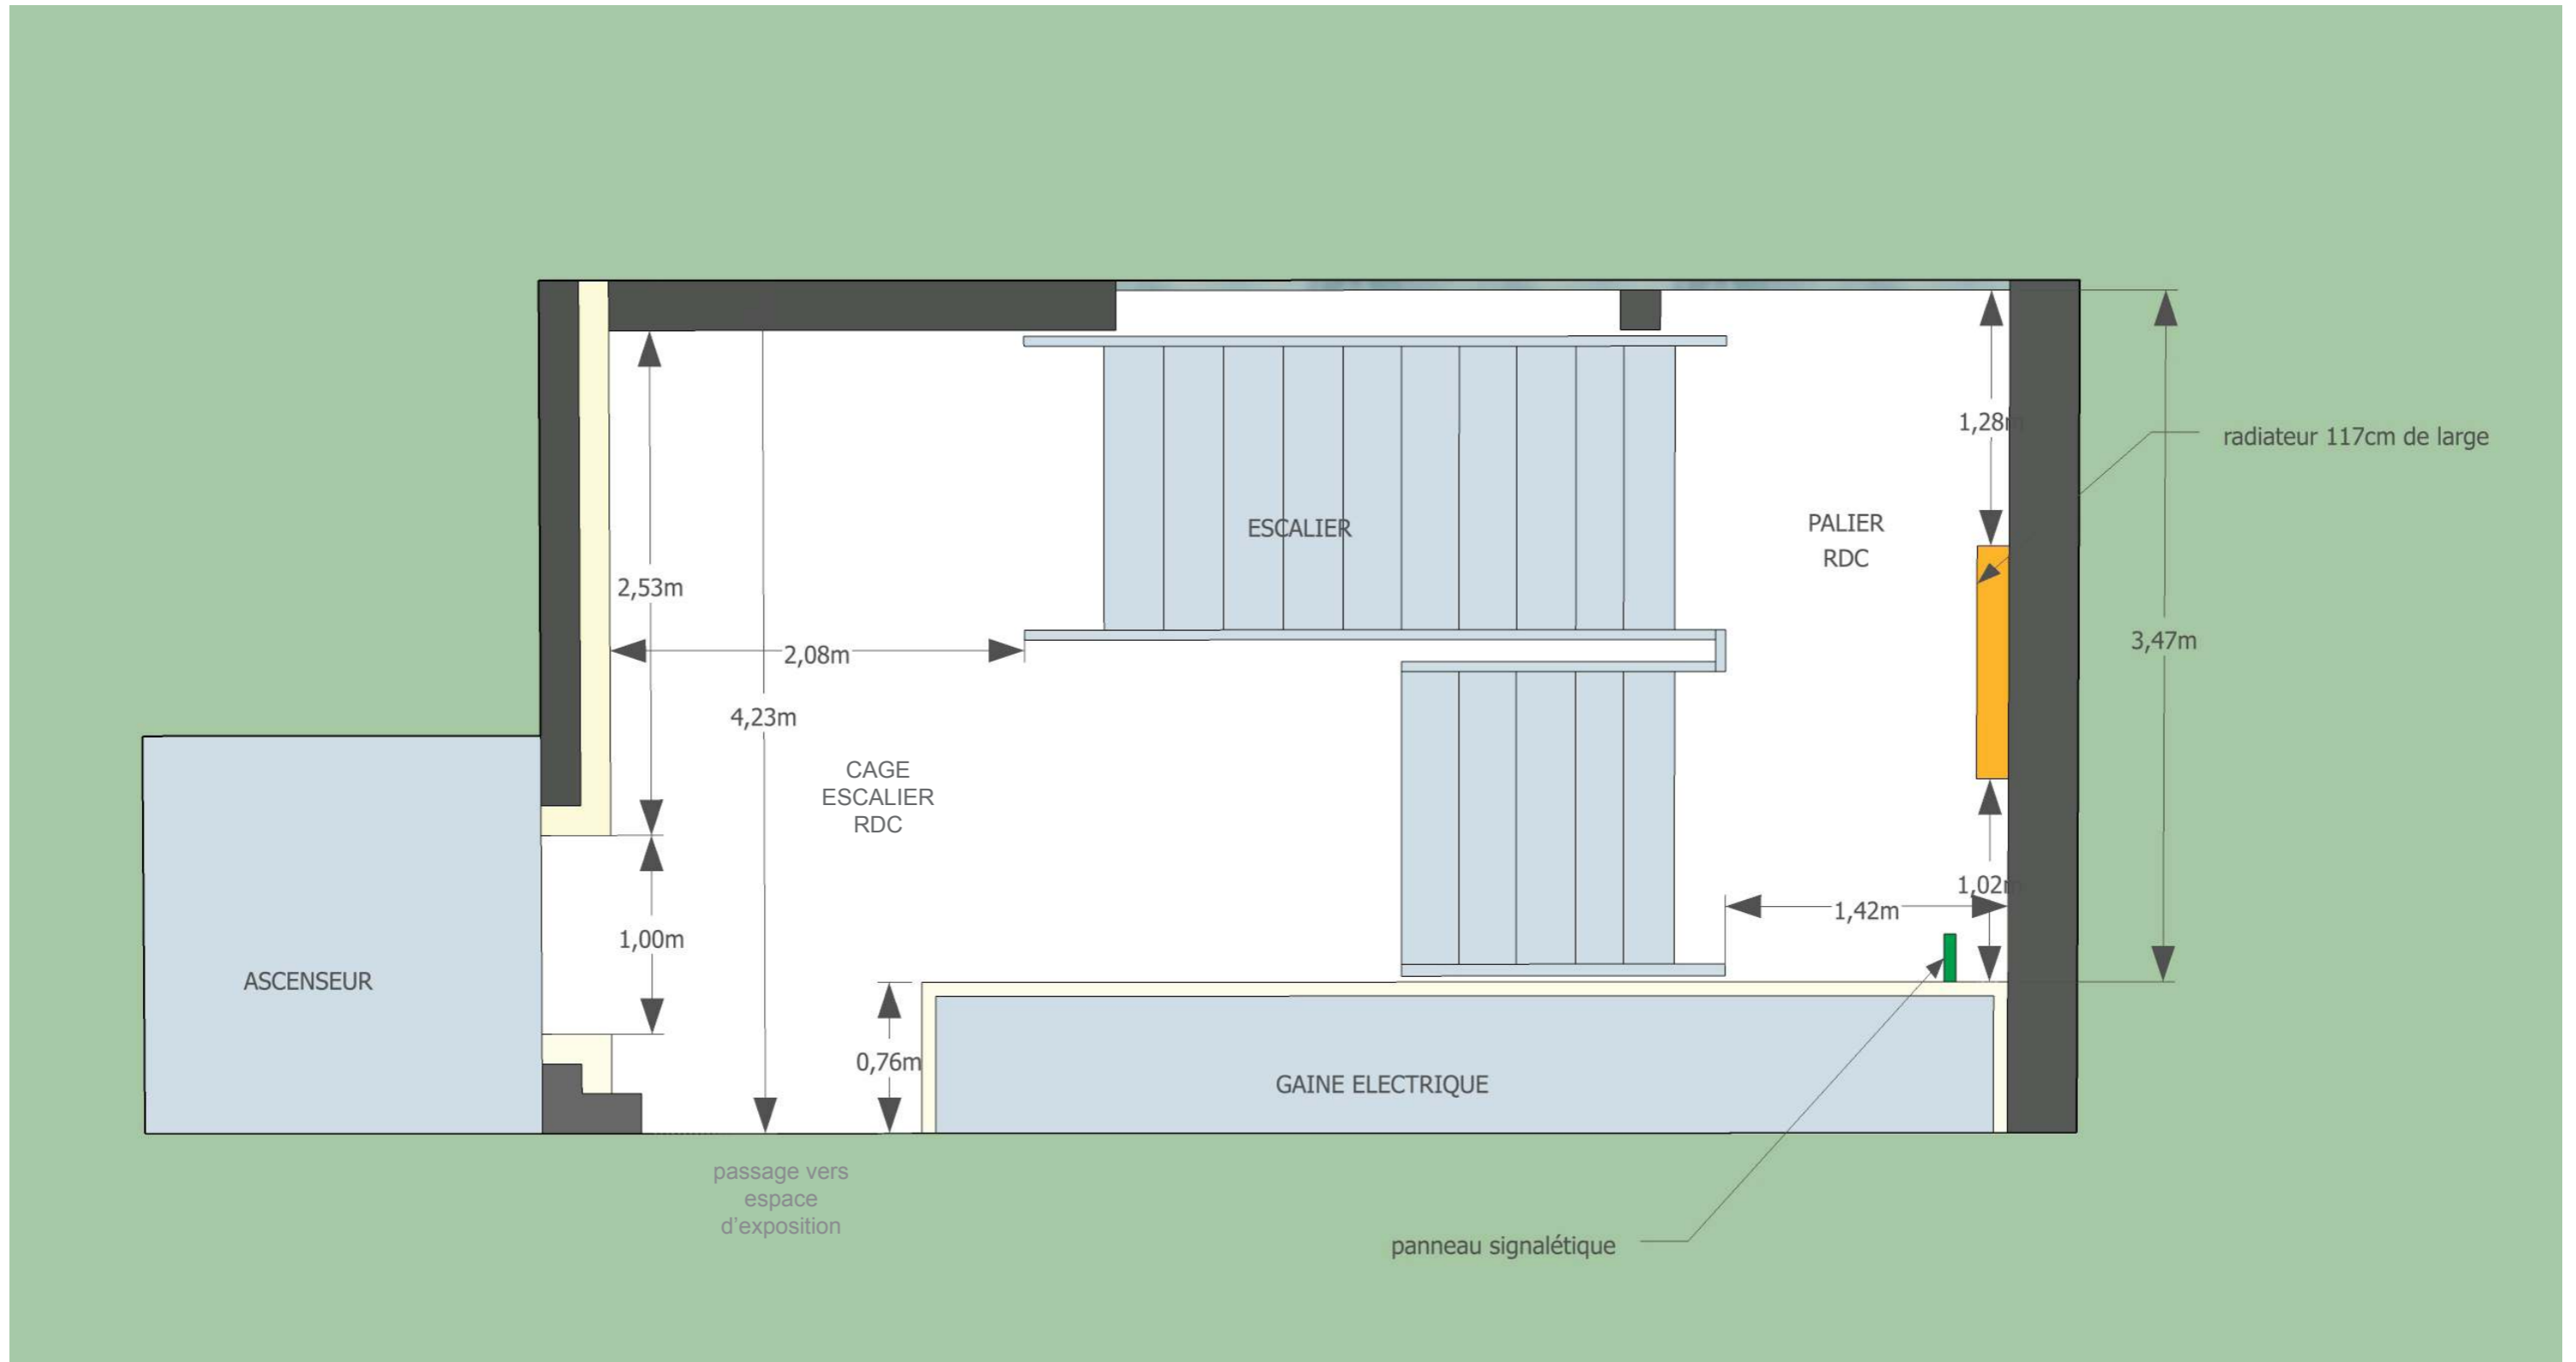 1,28m
radiateur 117cm de large
ESCALIER
PALIER
RDC
2,53m
2,08m
3,47m
4,23m
CAGE
ESCALIER
RDC
1,02m
1,42m
1,00m
ASCENSEUR
0,76m
GAINE ELECTRIQUE
passage vers
espace
d’exposition
panneau signalétique